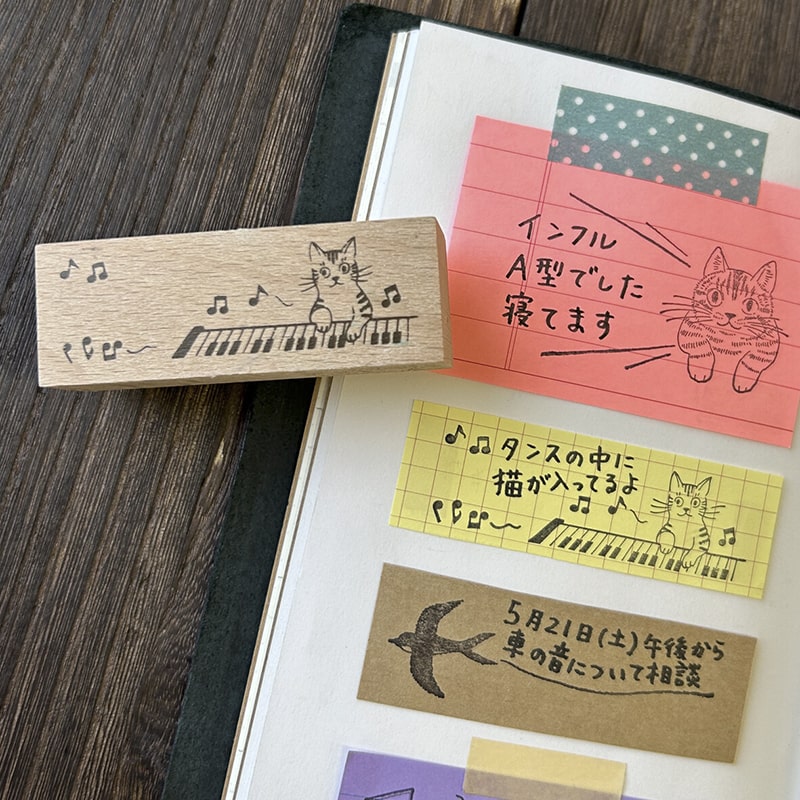 インフル
A型でした
寝てます
タンスの中に
猫が入ってるよ
5月21日(土)午後から
車の音について相談